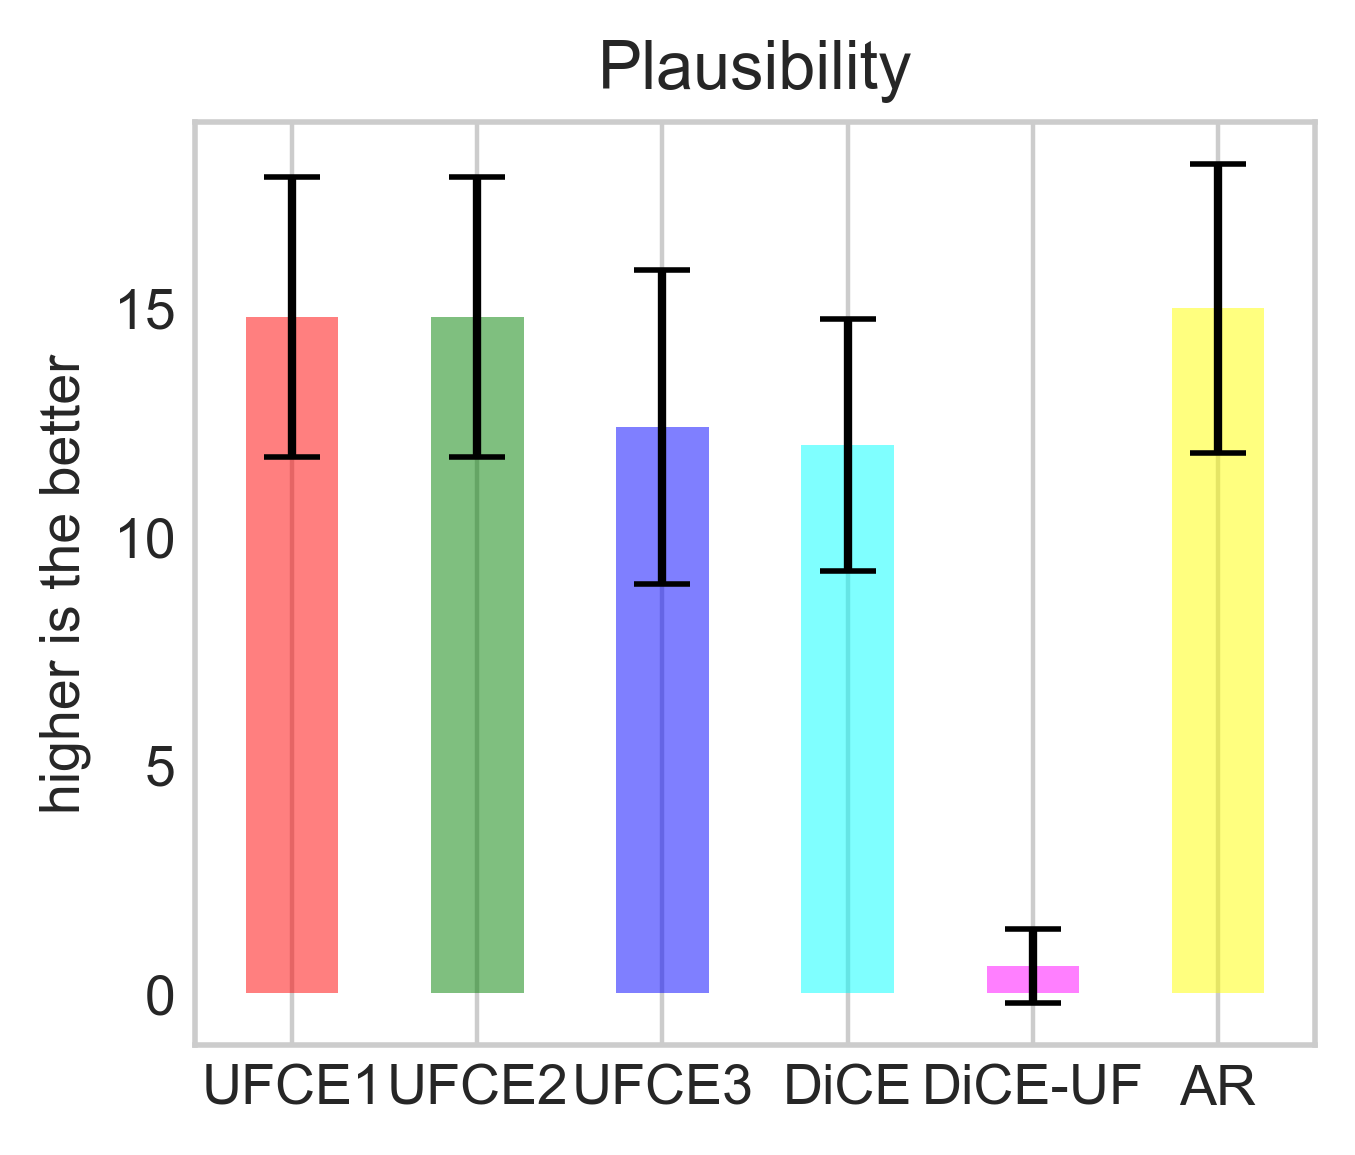 Plausibility
higher is the better
15
10
5
0
UFCE1 UFCE2 UFCE3 DiCE DiCE-UF AR